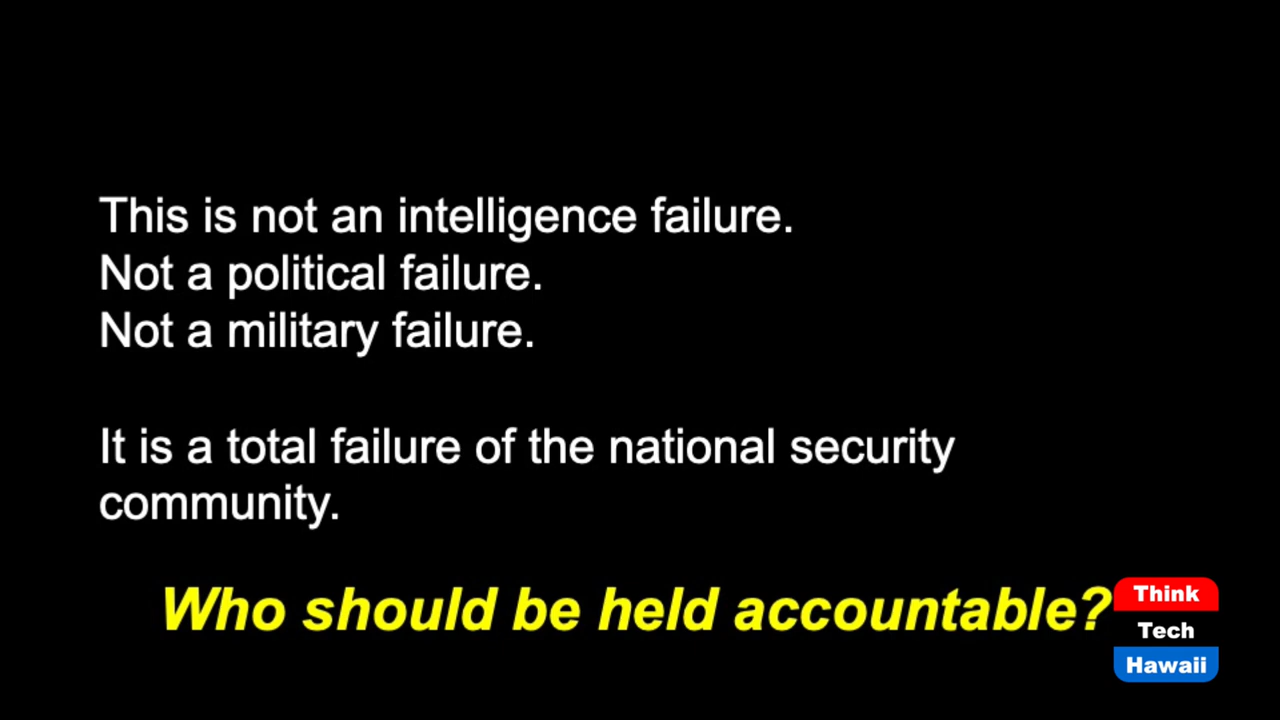 This is not an intelligence failure.
Not a political failure.
Not a military failure.
It is a total failure of the national security
community.
Who should be held accountable?
Think
Tech
Hawaii